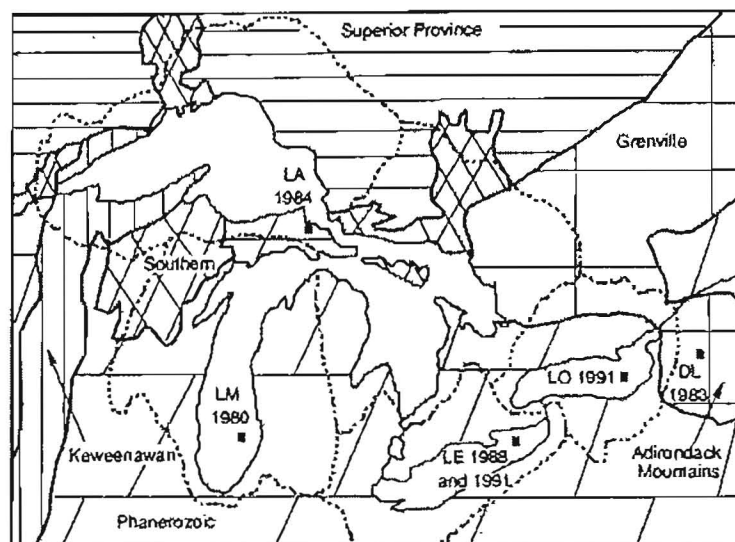 Superior Province
Grenville
LA
1984
Southern
LM
1980
LO 1991
DL
1983
LE 1988
and 1991
Keweenawan
Adirondack
Mountains
Phanerozoic